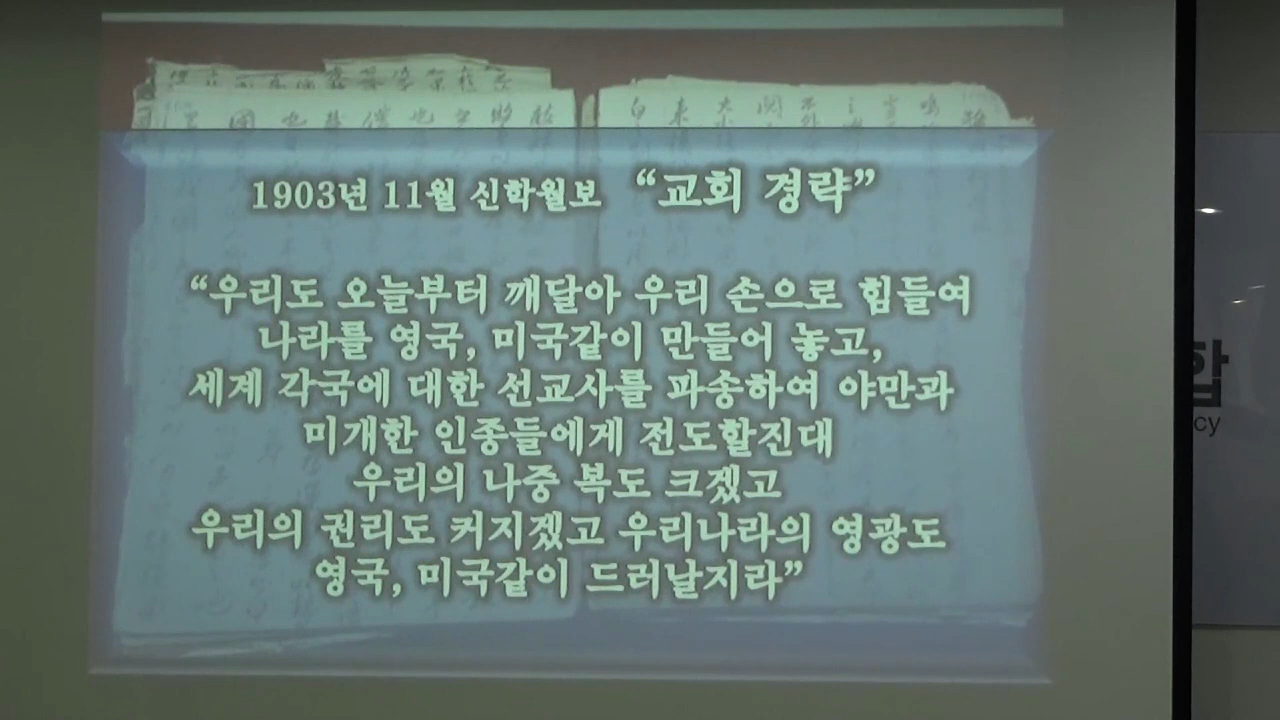 1903년 11월 신학월보 “교회 경략”
“우리도 오늘부터 깨달아 우리 손으로 힘들여
나라를 영국, 미국같이 만들어 놓고,
세계 각국에 대한 선교사를 파송하여 야만과
미개한 인종들에게 전도할진대
우리의 나중 복도 크겠고
우리의 권리도 커지겠고 우리나라의 영광도
영국, 미국같이 드러날지라”
합
cy